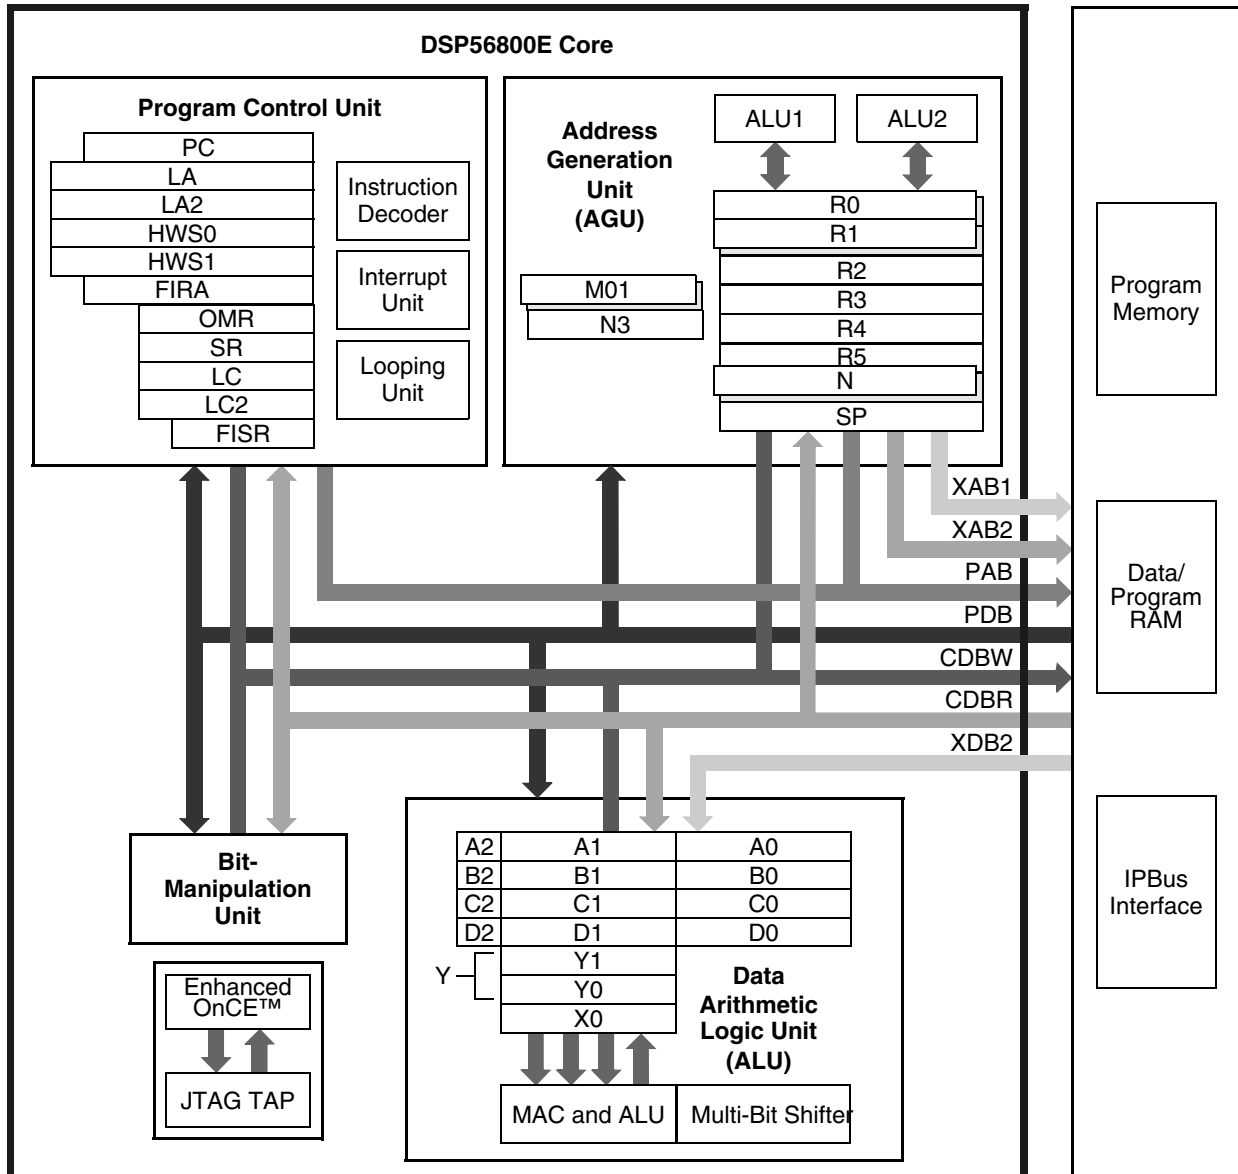 DSP56800E Core
Program Control Unit
PC
LA
LA2
HWS0
HWS1
FIRA
OMR
SR
LC
LC2
FISR
Instruction
Decoder
Interrupt
Unit
Looping
Unit
Address
Generation
Unit
(AGU)
ALU1
ALU2
R0
R1
R2
R3
R4
R5
N
SP
M01
N3
XAB1
XAB2
PAB
PDB
CDBW
CDBR
XDB2
Program
Memory
Data/
Program
RAM
IPBus
Interface
Bit-
Manipulation
Unit
Enhanced
OnCE™
JTAG TAP
A2 A1 A0
B2 B1 B0
C2 C1 C0
D2 D1 D0
Y
Y1
Y0
X0
Data
Arithmetic
Logic Unit
(ALU)
MAC and ALU
Multi-Bit Shifter